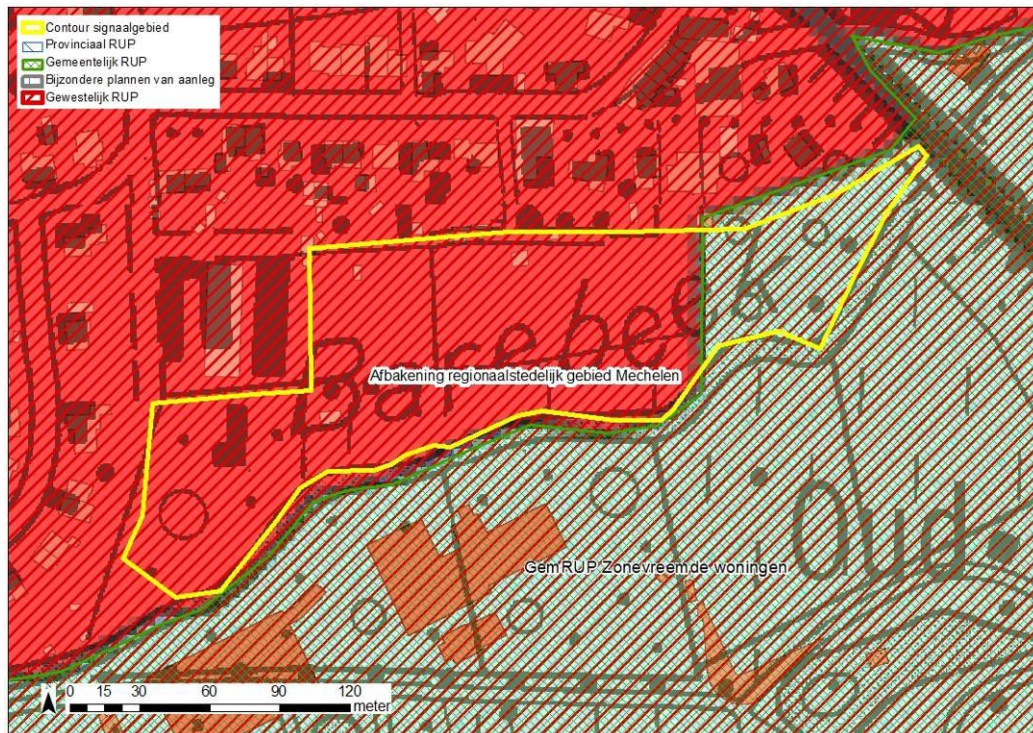 Contour signaalgebied
Provinciaal RUP
Gemeentelijk RUP
Bijzondere plannen van aanleg
Gewestelijk RUP
Barebeek
Afbakening regionaalstedelijk gebied Mechelen
Oud
Gem RUP Zonevreemde woningen
0 15 30 60 90 120
meter